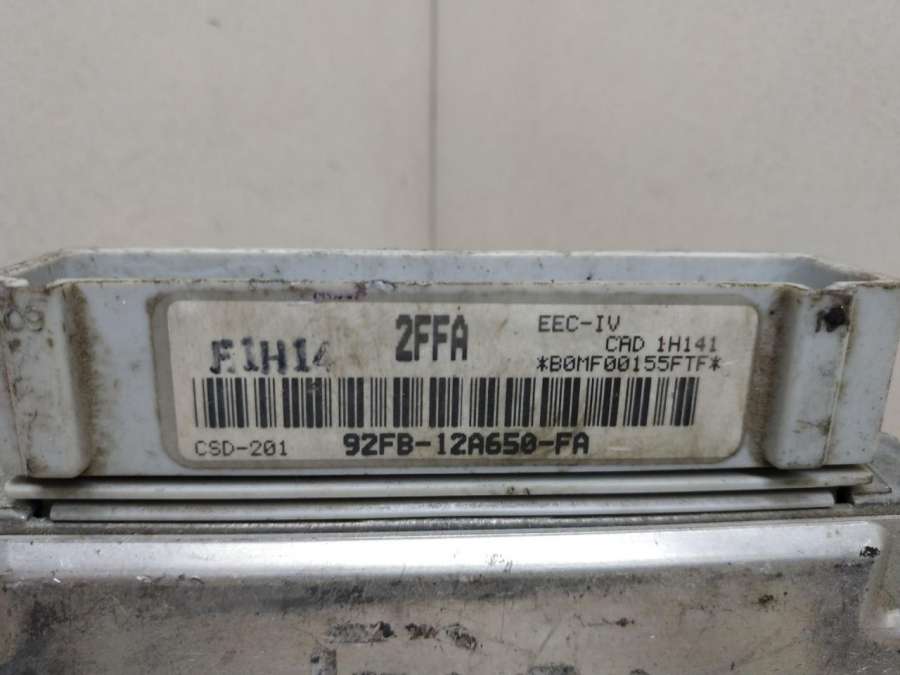 2FFA
EEC-IV
CAD 1H141
*B0MF00155FTF*
F1H14
CSD-201
92FB-12A650-FA